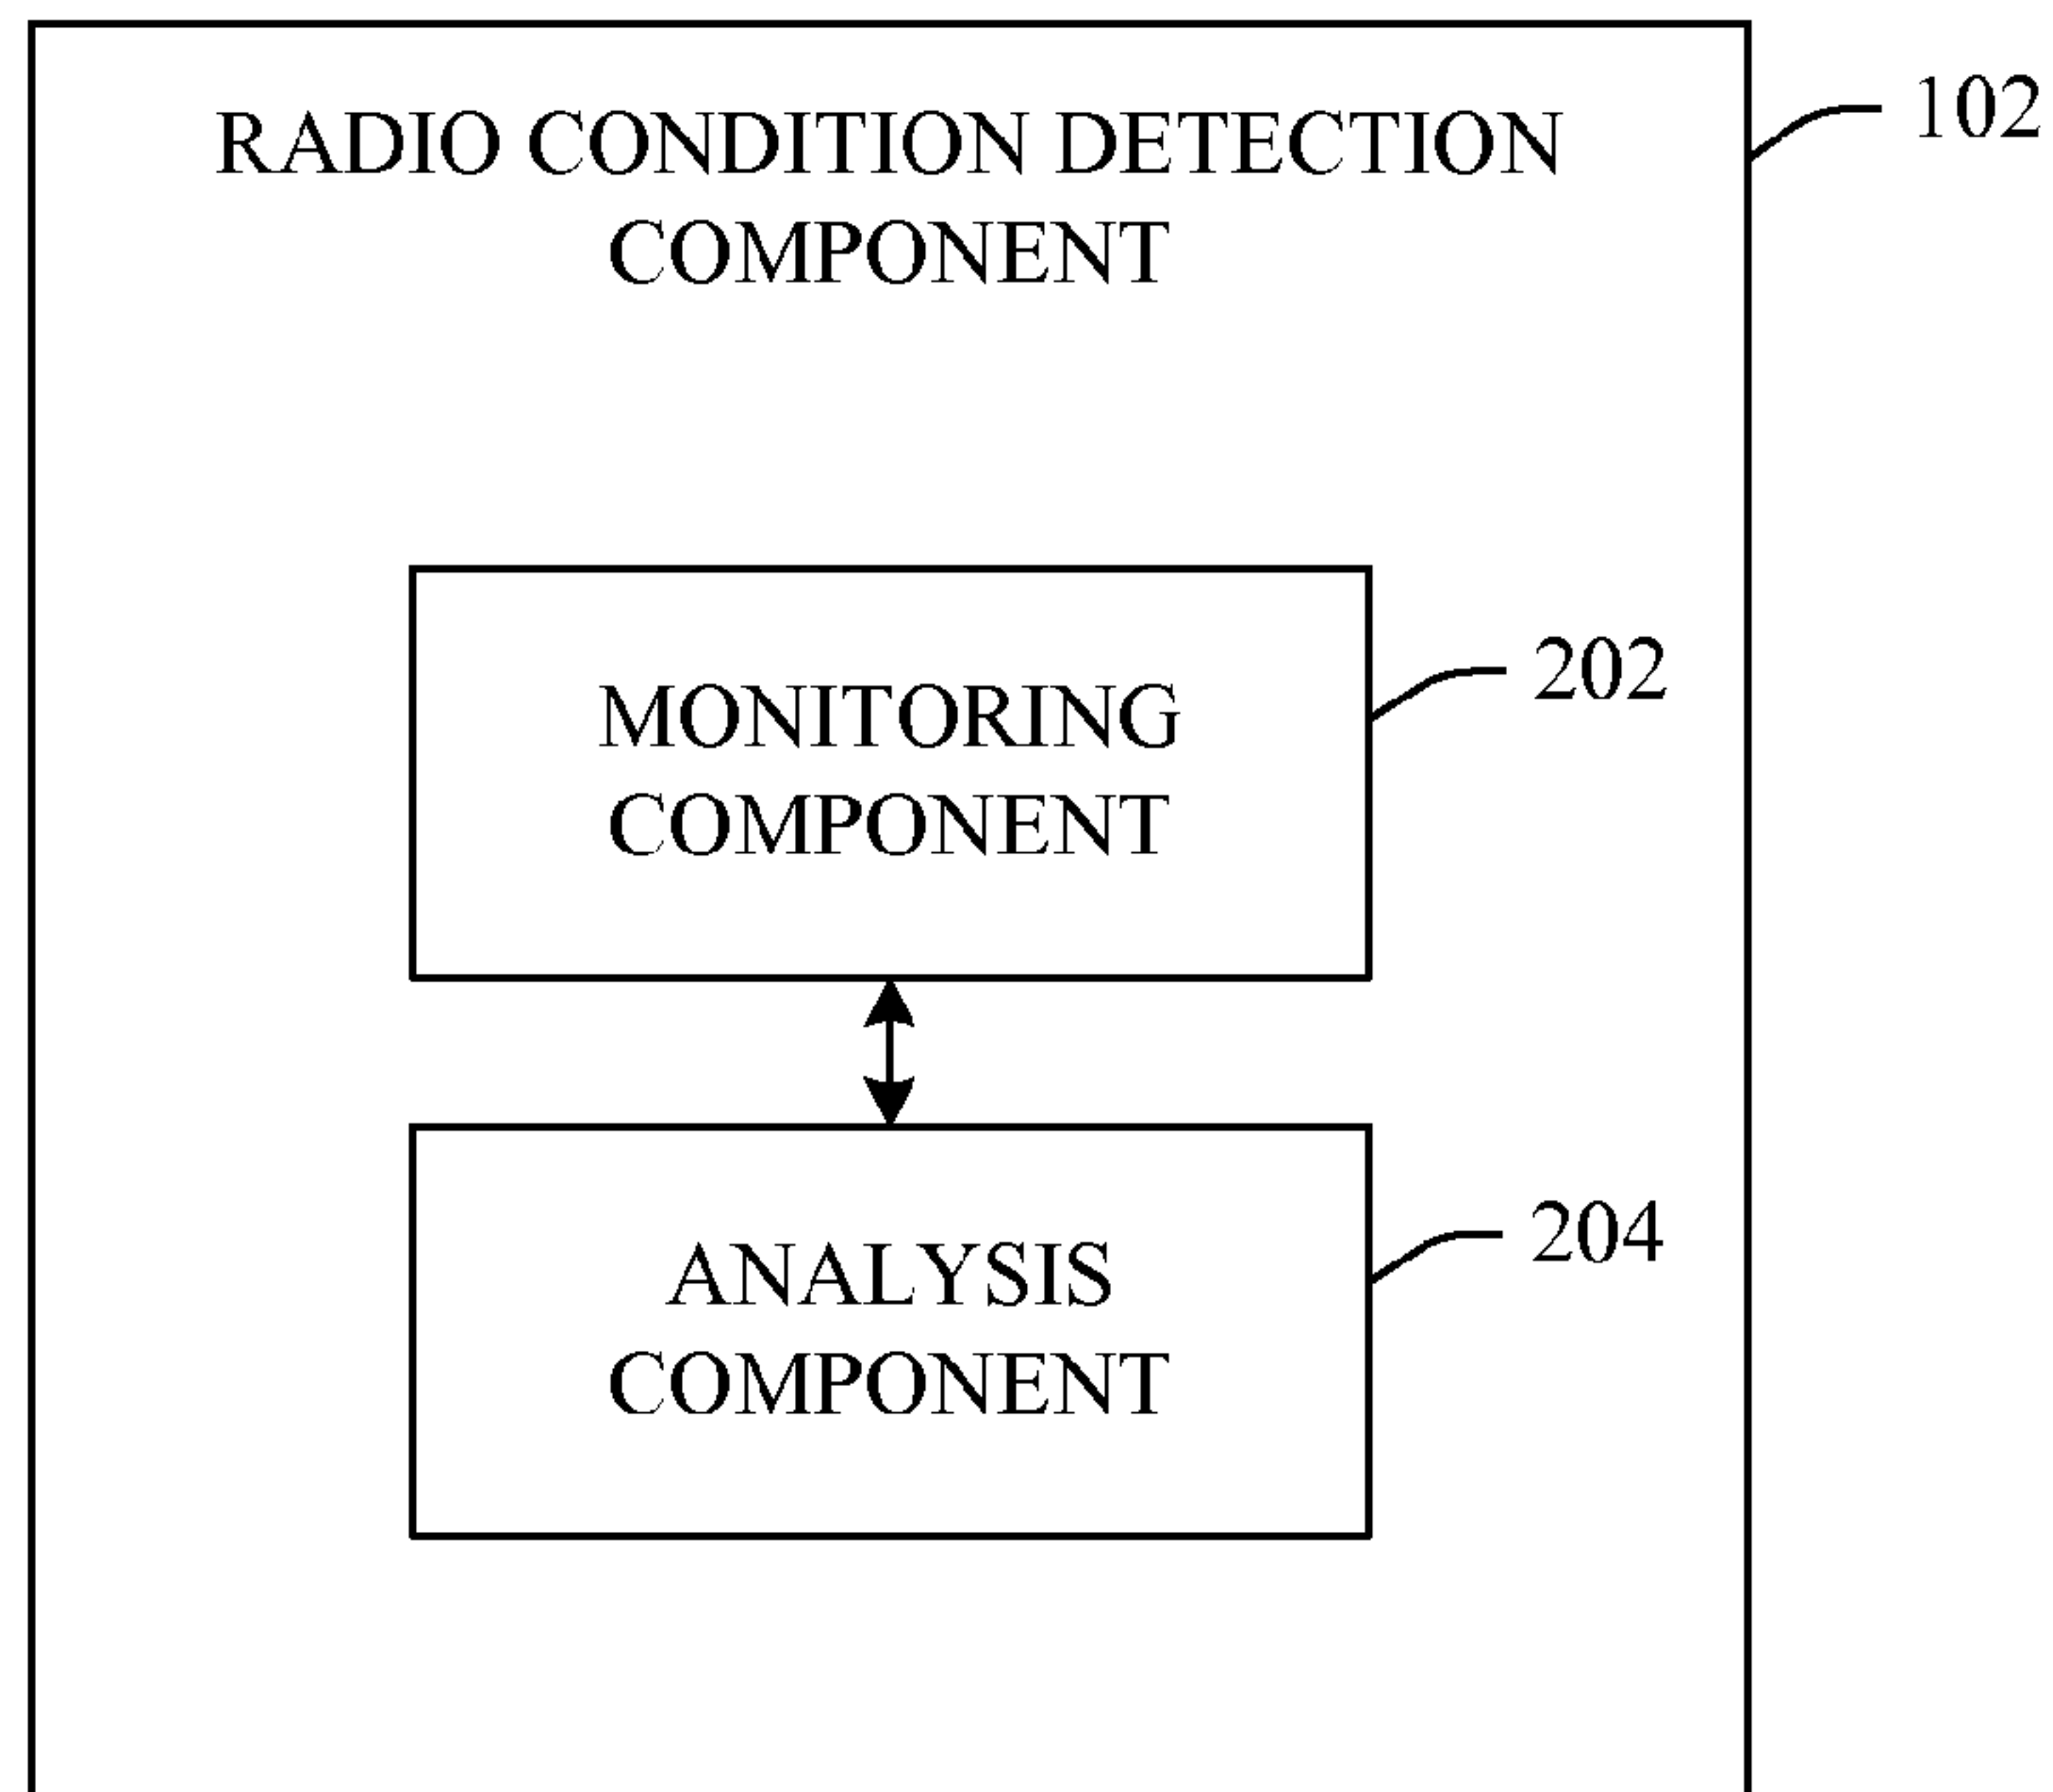 RADIO CONDITION DETECTION
COMPONENT
102
MONITORING
COMPONENT
202
ANALYSIS
COMPONENT
204